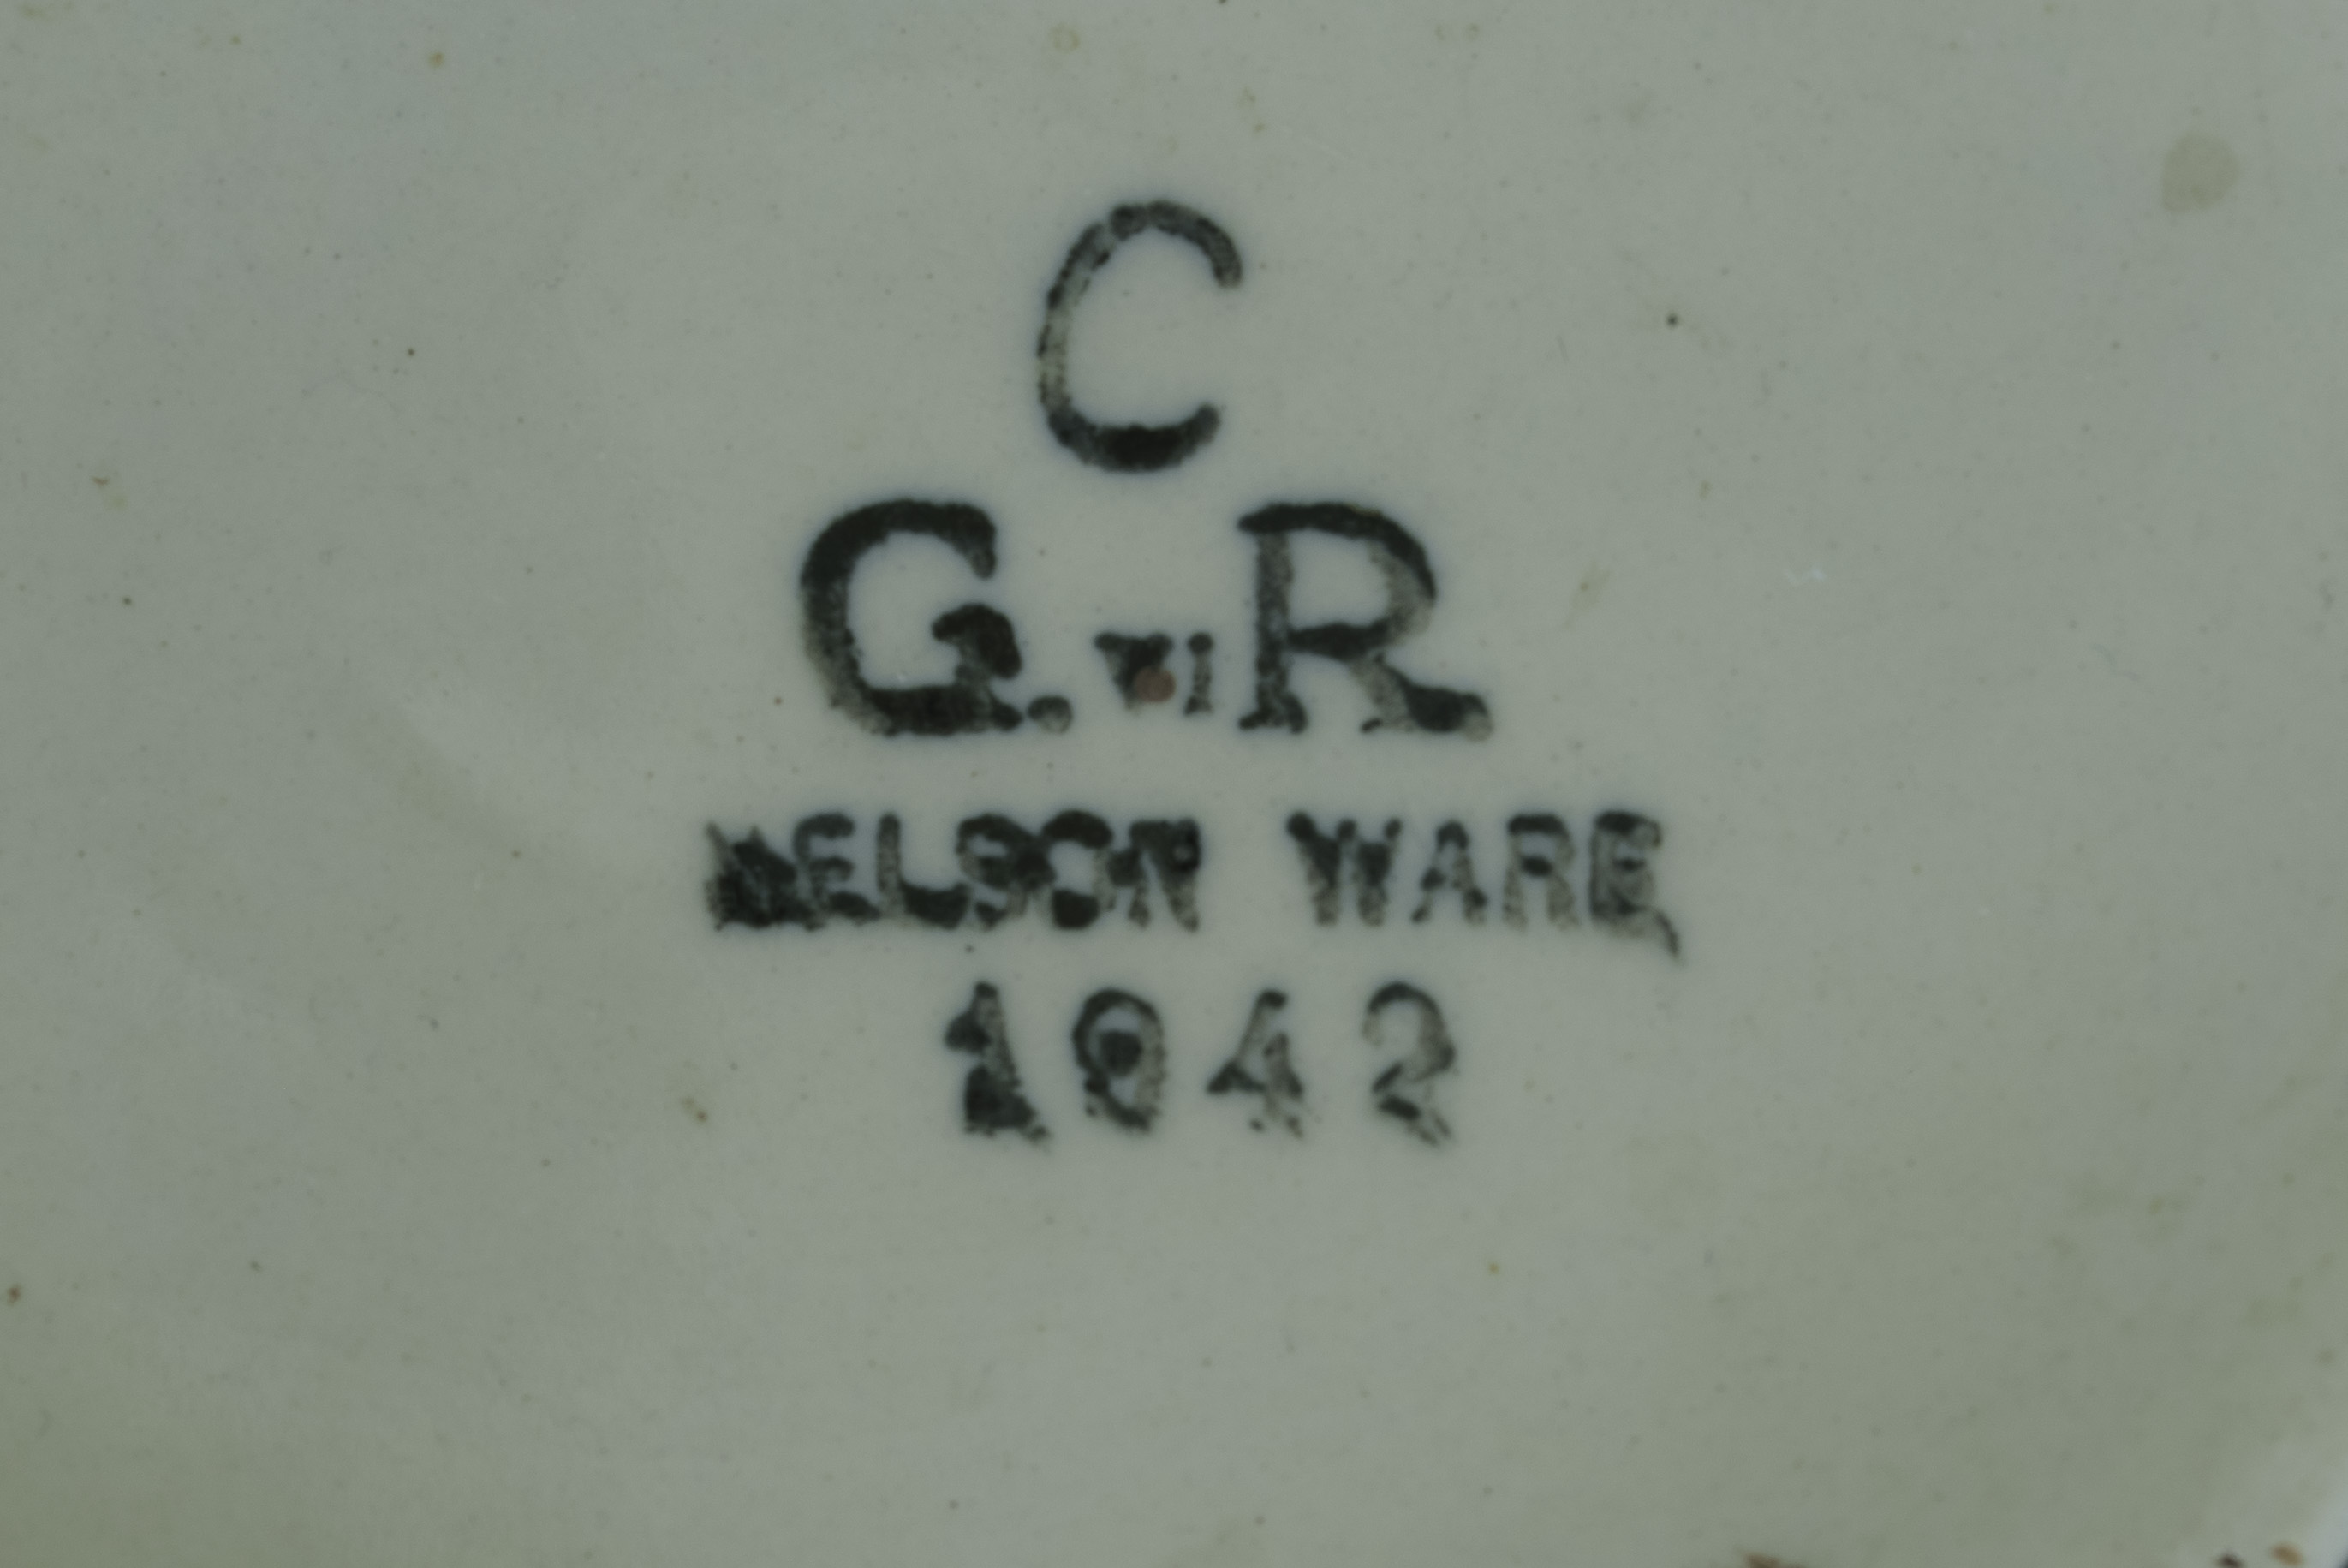 C
G. VI R
NELSON WARE
1942